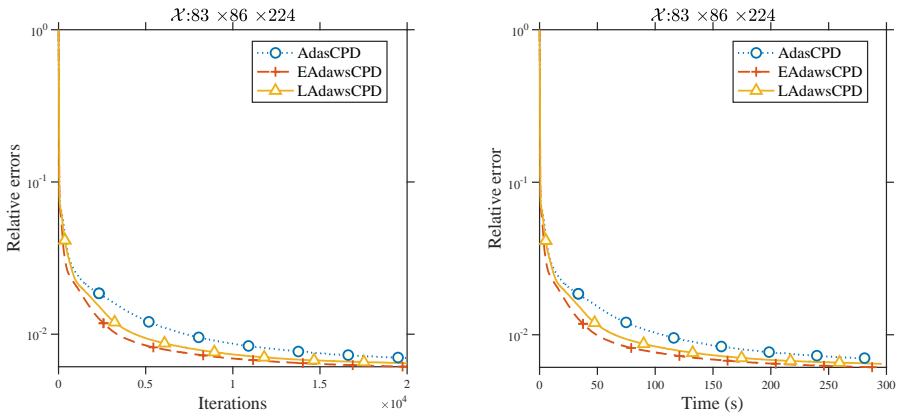 𝒳:83 ×86 ×224
10^0
10^-1
10^-2
Relative errors
AdasCPD
EAdawsCPD
LAdawsCPD
0 0.5 1 1.5 2
Iterations
×10^4
𝒳:83 ×86 ×224
10^0
10^-1
10^-2
Relative error
AdasCPD
EAdawsCPD
LAdawsCPD
0 50 100 150 200 250 300
Time (s)